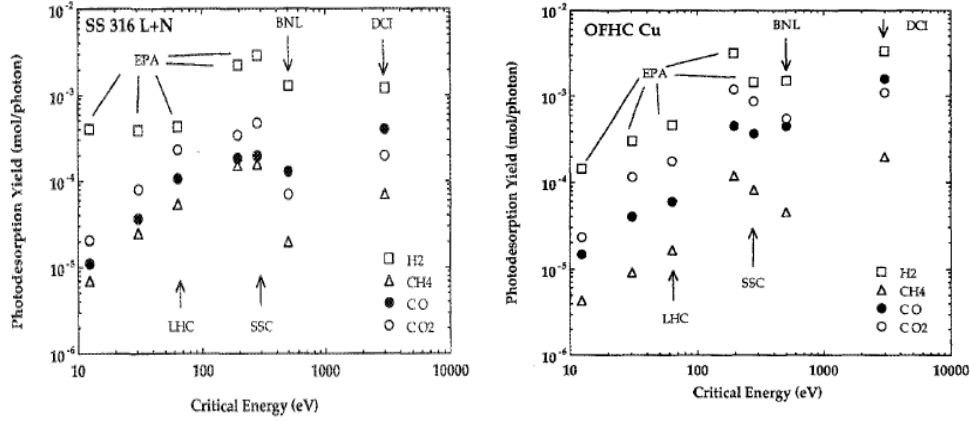 SS 316 L+N
BNL
DCI
EPA
10⁻²
10⁻³
10⁻⁴
10⁻⁵
10⁻⁶
Photodesorption Yield (mol/photon)
LHC
SSC
H2
CH4
CO
CO2
10
100
1000
10000
Critical Energy (eV)
OFHC Cu
BNL
DCI
EPA
10⁻²
10⁻³
10⁻⁴
10⁻⁵
10⁻⁶
Photodesorption Yield (mol/photon)
LHC
SSC
H2
CH4
CO
CO2
10
100
1000
10000
Critical Energy (eV)